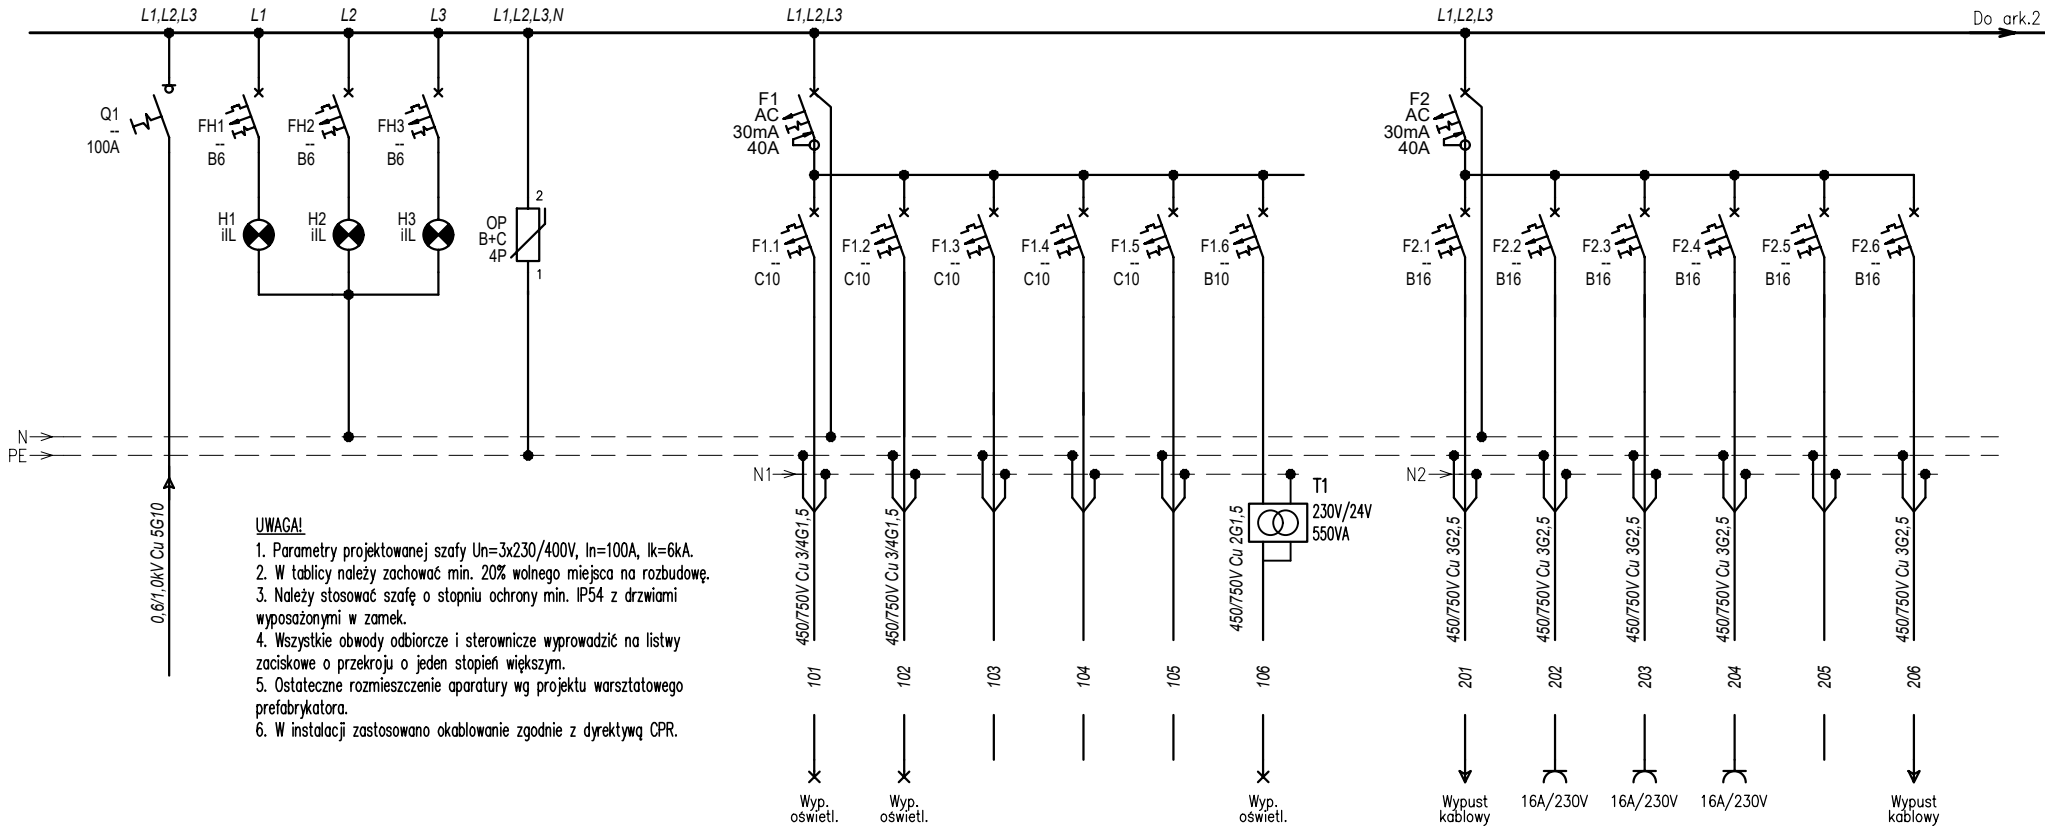 L1,L2,L3
L1
L2
L3
L1,L2,L3,N
L1,L2,L3
L1,L2,L3
Do ark.2
Q1
--
100A
FH1
--
B6
FH2
--
B6
FH3
--
B6
F1
AC
30mA
40A
F2
AC
30mA
40A
H1
iIL
H2
iIL
H3
iIL
2
OP
B+C
4P
1
F1.1
--
C10
F1.2
--
C10
F1.3
--
C10
F1.4
--
C10
F1.5
--
C10
F1.6
--
B10
F2.1
--
B16
F2.2
--
B16
F2.3
--
B16
F2.4
--
B16
F2.5
--
B16
F2.6
--
B16
N
PE
N1
N2
T1
230V/24V
550VA
0,6/1,0kV Cu 5G10
UWAGA!
1. Parametry projektowanej szafy Un=3x230/400V, In=100A, Ik=6kA.
2. W tablicy należy zachować min. 20% wolnego miejsca na rozbudowę.
3. Należy stosować szafę o stopniu ochrony min. IP54 z drzwiami
wyposażonymi w zamek.
4. Wszystkie obwody odbiorcze i sterownicze wyprowadzić na listwy
zaciskowe o przekroju o jeden stopień większym.
5. Ostateczne rozmieszczenie aparatury wg projektu warsztatowego
prefabrykatora.
6. W instalacji zastosowano okablowanie zgodnie z dyrektywą CPR.
450/750V Cu 3/4G1,5
450/750V Cu 3/4G1,5
450/750V Cu 2G1,5
450/750V Cu 3G2,5
450/750V Cu 3G2,5
450/750V Cu 3G2,5
450/750V Cu 3G2,5
450/750V Cu 3G2,5
101
102
103
104
105
106
201
202
203
204
205
206
Wyp.
oświetl.
Wyp.
oświetl.
Wyp.
oświetl.
Wypust
kablowy
16A/230V
16A/230V
16A/230V
Wypust
kablowy